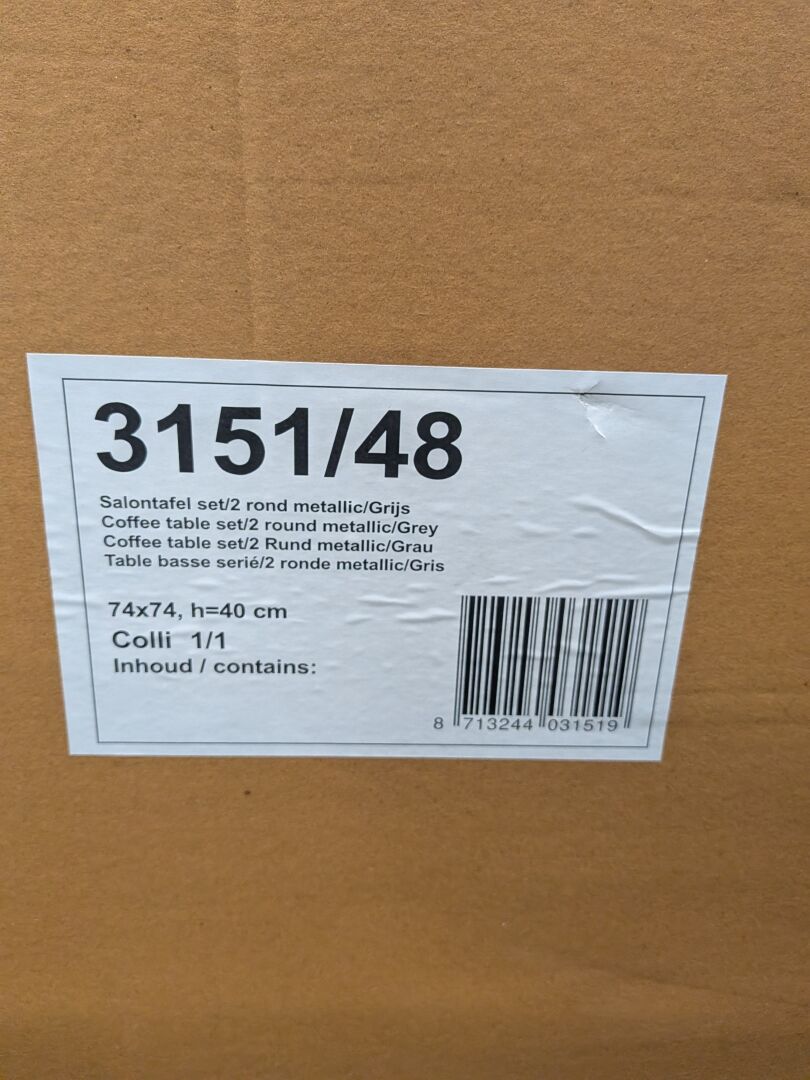 3151/48
Salontafel set/2 rond metallic/Grijs
Coffee table set/2 round metallic/Grey
Coffee table set/2 Rund metallic/Grau
Table basse serié/2 ronde metallic/Gris
74x74, h=40 cm
Colli 1/1
Inhoud / contains:
8 713244 031519